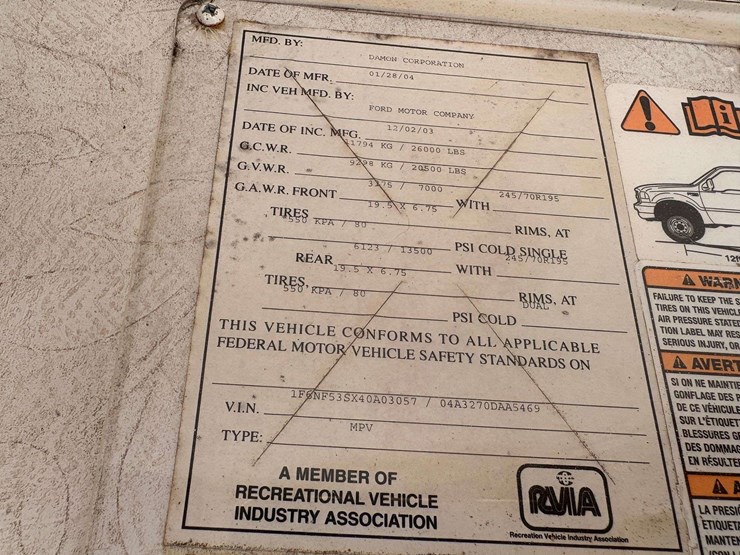 MFD. BY:
DAMON CORPORATION
DATE OF MFR. 01/28/04
INC VEH MFD. BY:
FORD MOTOR COMPANY
DATE OF INC. MFG. 12/02/03
G.C.W.R. 11794 KG / 26000 LBS
G.V.W.R. 9298 KG / 20500 LBS
G.A.W.R. FRONT 3175 / 7000
19.5 X 6.75 WITH 245/70R195
TIRES RIMS, AT
550 KPA / 80
PSI COLD SINGLE
6123 / 13500 245/70R195
REAR WITH
19.5 X 6.75
TIRES, RIMS, AT
550 KPA / 80 DUAL
PSI COLD
THIS VEHICLE CONFORMS TO ALL APPLICABLE
FEDERAL MOTOR VEHICLE SAFETY STANDARDS ON
1F6NF53SX40A03057 / 04A3270DAA5469
V.I.N.
MPV
TYPE:
A MEMBER OF
RECREATIONAL VEHICLE
INDUSTRY ASSOCIATION
RVIA
Recreation Vehicle Industry Association
FAILURE TO KEEP THE
TIRES ON THIS VEHICL
AIR PRESSURE STATED
TION LABEL MAY RES
SERIOUS INJURY, OR
AVERT
SI ON NE MAINTIE
GONFLAGE DES P
DE CE VÉHICULE
SUR L'ÉTIQUET
BLESSURES GR
DES DOMMAG
EN RÉSULTER
LA PRESIÓ
ETIQUETA
MANTEN